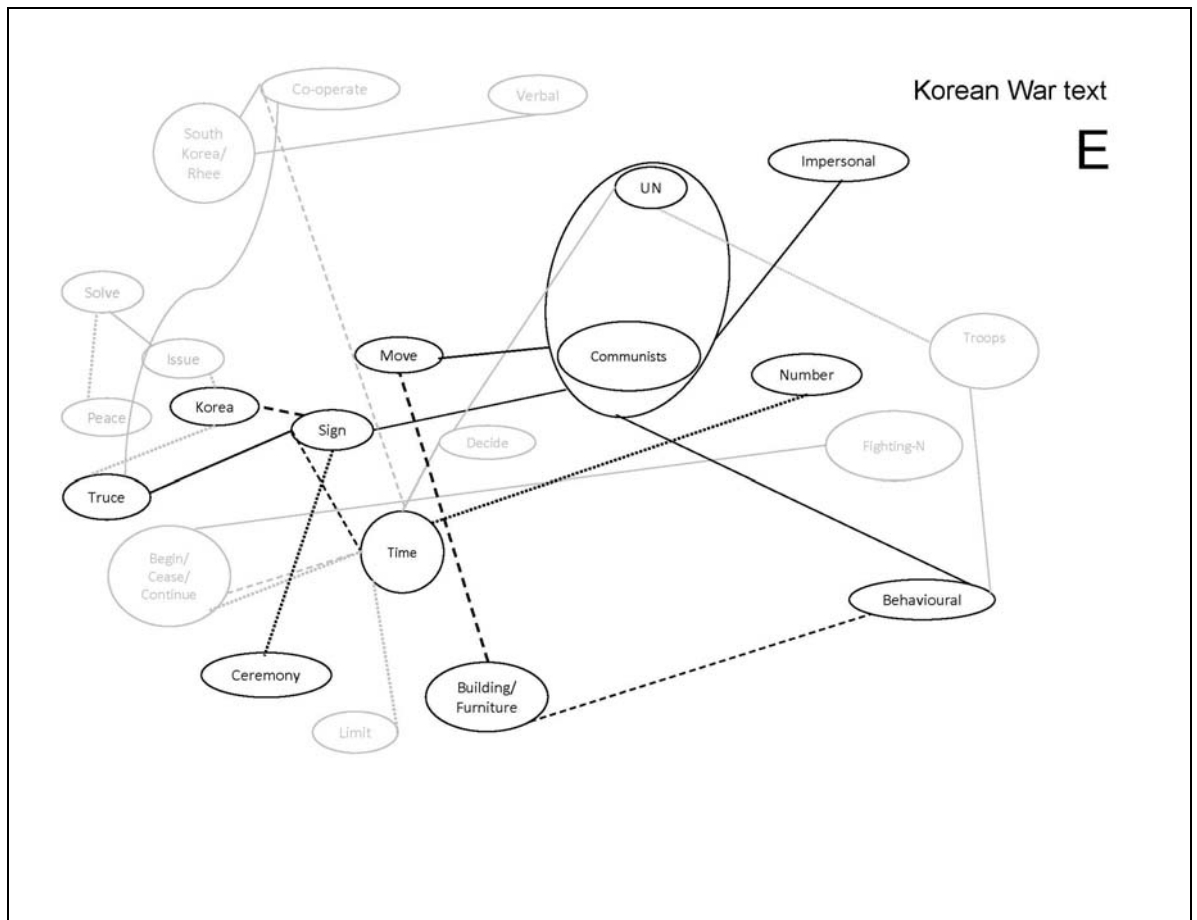 Korean War text
E
Co-operate
Verbal
South
Korea/
Rhee
Impersonal
UN
Solve
Issue
Move
Communists
Troops
Number
Peace
Korea
Sign
Decide
Fighting-N
Truce
Begin/
Cease/
Continue
Time
Behavioural
Ceremony
Building/
Furniture
Limit